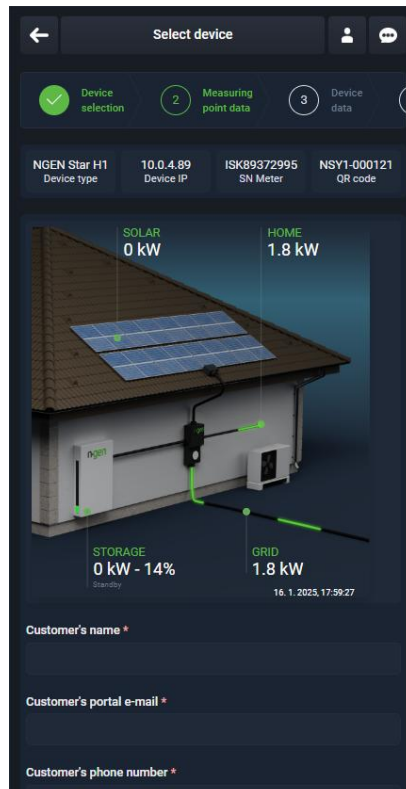 Select device
Device
selection
2
Measuring
point data
3
Device
data
NGEN Star H1
Device type
10.0.4.89
Device IP
ISK89372995
SN Meter
NSY1-000121
QR code
SOLAR
0 kW
HOME
1.8 kW
n-gen
STORAGE
0 kW - 14%
Standby
GRID
1.8 kW
16. 1. 2025, 17:59:27
Customer's name *
Customer's portal e-mail *
Customer's phone number *